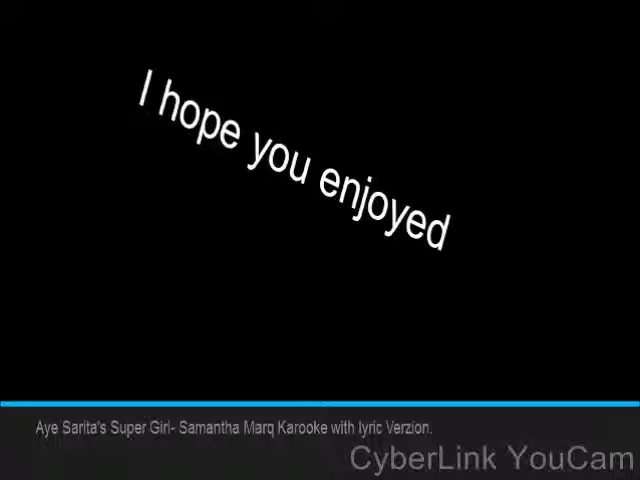 I hope you enjoyed
Aye Sarita's Super Girl- Samantha Marq Karooke with lyric Verzion.
CyberLink YouCam